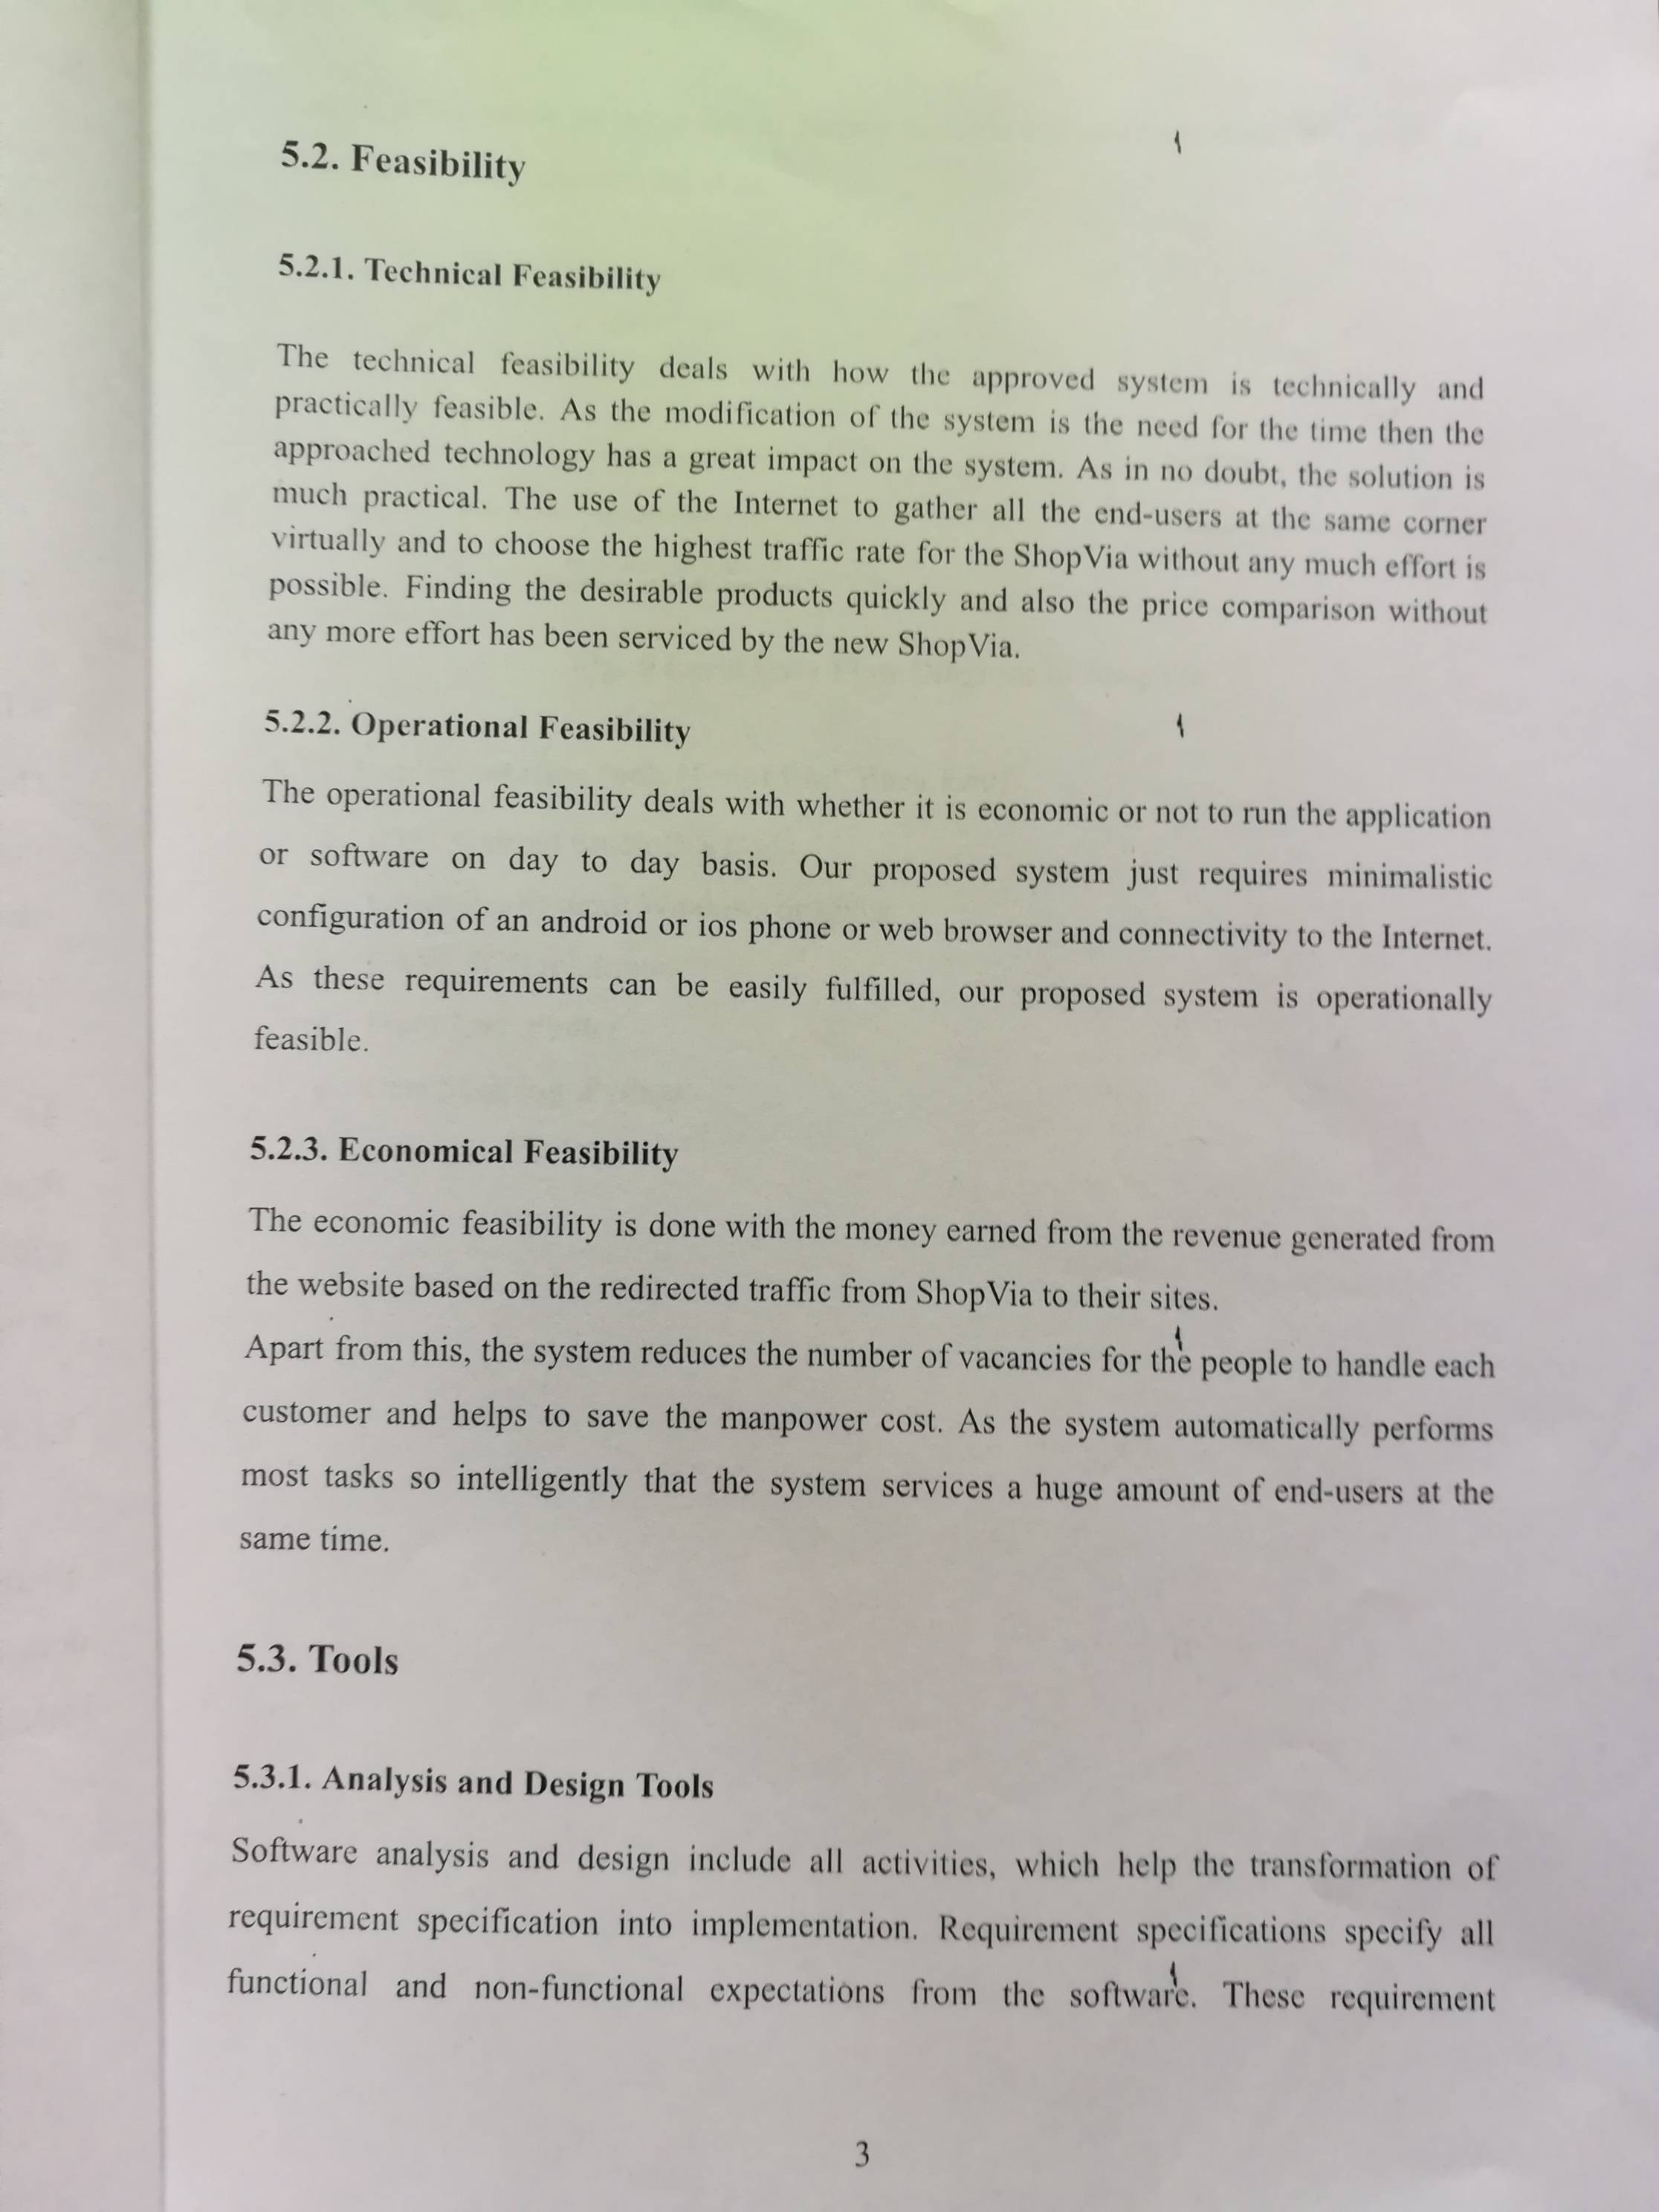 5.2. Feasibility
5.2.1. Technical Feasibility
The technical feasibility deals with how the approved system is technically and
practically feasible. As the modification of the system is the need for the time then the
approached technology has a great impact on the system. As in no doubt, the solution is
much practical. The use of the Internet to gather all the end-users at the same corner
virtually and to choose the highest traffic rate for the ShopVia without any much effort is
possible. Finding the desirable products quickly and also the price comparison without
any more effort has been serviced by the new ShopVia.
5.2.2. Operational Feasibility
The operational feasibility deals with whether it is economic or not to run the application
or software on day to day basis. Our proposed system just requires minimalistic
configuration of an android or ios phone or web browser and connectivity to the Internet.
As these requirements can be easily fulfilled, our proposed system is operationally
feasible.
5.2.3. Economical Feasibility
The economic feasibility is done with the money earned from the revenue generated from
the website based on the redirected traffic from ShopVia to their sites.
Apart from this, the system reduces the number of vacancies for the people to handle each
customer and helps to save the manpower cost. As the system automatically performs
most tasks so intelligently that the system services a huge amount of end-users at the
same time.
5.3. Tools
5.3.1. Analysis and Design Tools
Software analysis and design include all activities, which help the transformation of
requirement specification into implementation. Requirement specifications specify all
functional and non-functional expectations from the software. These requirement
3